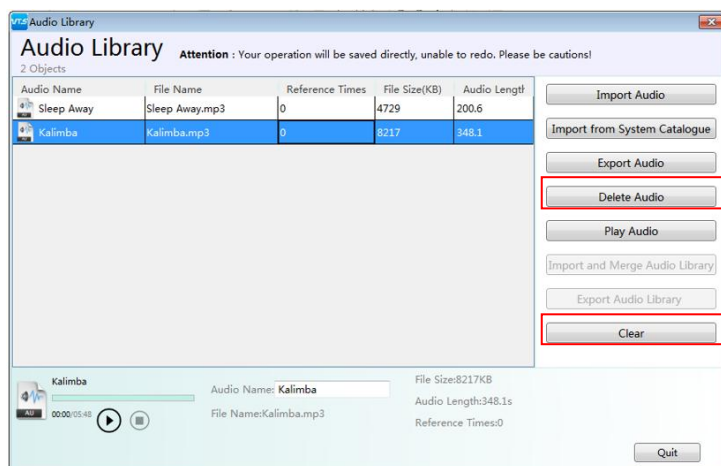 VTS Audio Library
Audio Library Attention : Your operation will be saved directly, unable to redo. Please be cautions!
2 Objects
Audio Name File Name Reference Times File Size(KB) Audio Length
Sleep Away Sleep Away.mp3 0 4729 200.6
Kalimba Kalimba.mp3 0 8217 348.1
Import Audio
Import from System Catalogue
Export Audio
Delete Audio
Play Audio
Import and Merge Audio Library
Export Audio Library
Clear
Kalimba
AU 00:00/05:48
Audio Name: Kalimba
File Name:Kalimba.mp3
File Size:8217KB
Audio Length:348.1s
Reference Times:0
Quit